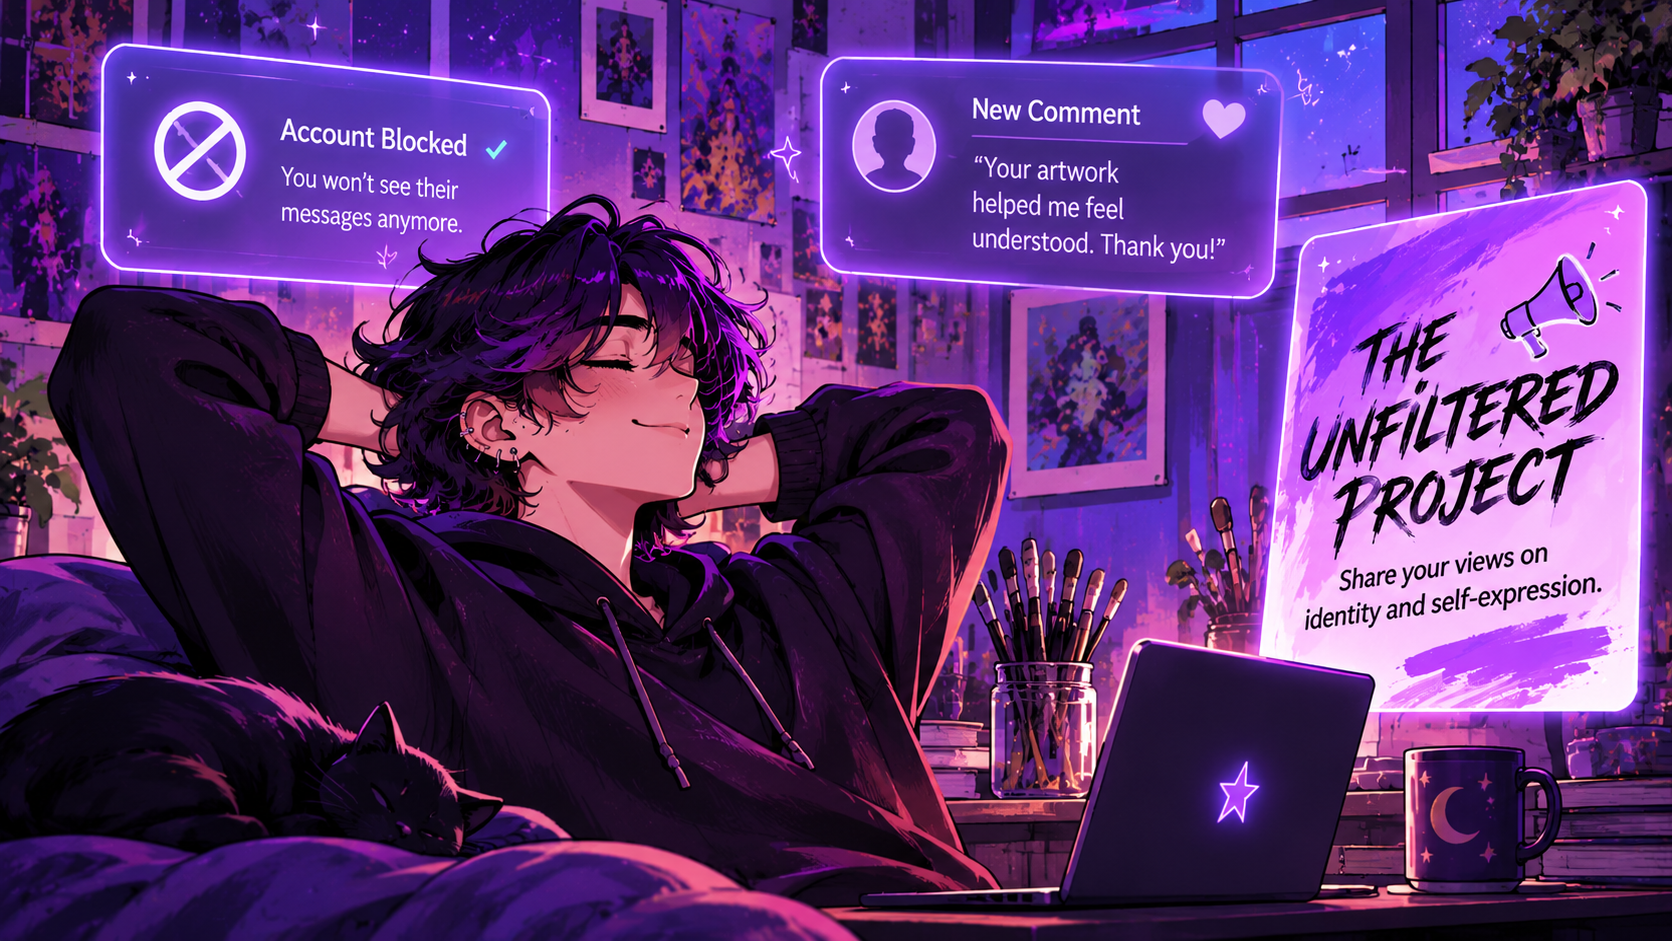 Account Blocked
You won't see their
messages anymore.
New Comment
“Your artwork
helped me feel
understood. Thank you!”
THE
UNFILTERED
PROJECT
Share your views on
identity and self-expression.